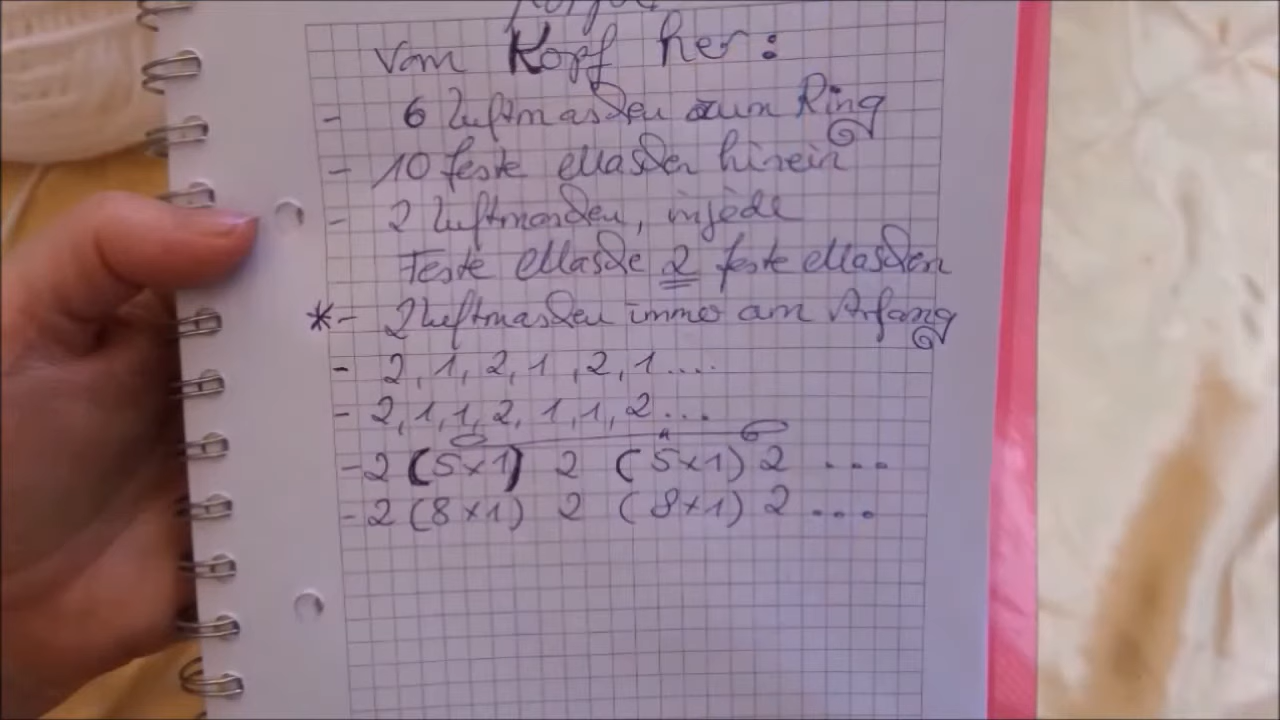 Vom Kopf her:
- 6 Luftmaschen zum Ring
- 10 feste Maschen hinein
- 2 Luftmaschen, in jede
feste Masche 2 feste Maschen
*- 2 Luftmaschen immer am Anfang
- 2, 1, 2, 1, 2, 1....
- 2, 1, 1, 2, 1, 1, 2...
- 2 (5x1) 2 (5x1) 2 ...
- 2 (8x1) 2 (8x1) 2 ...